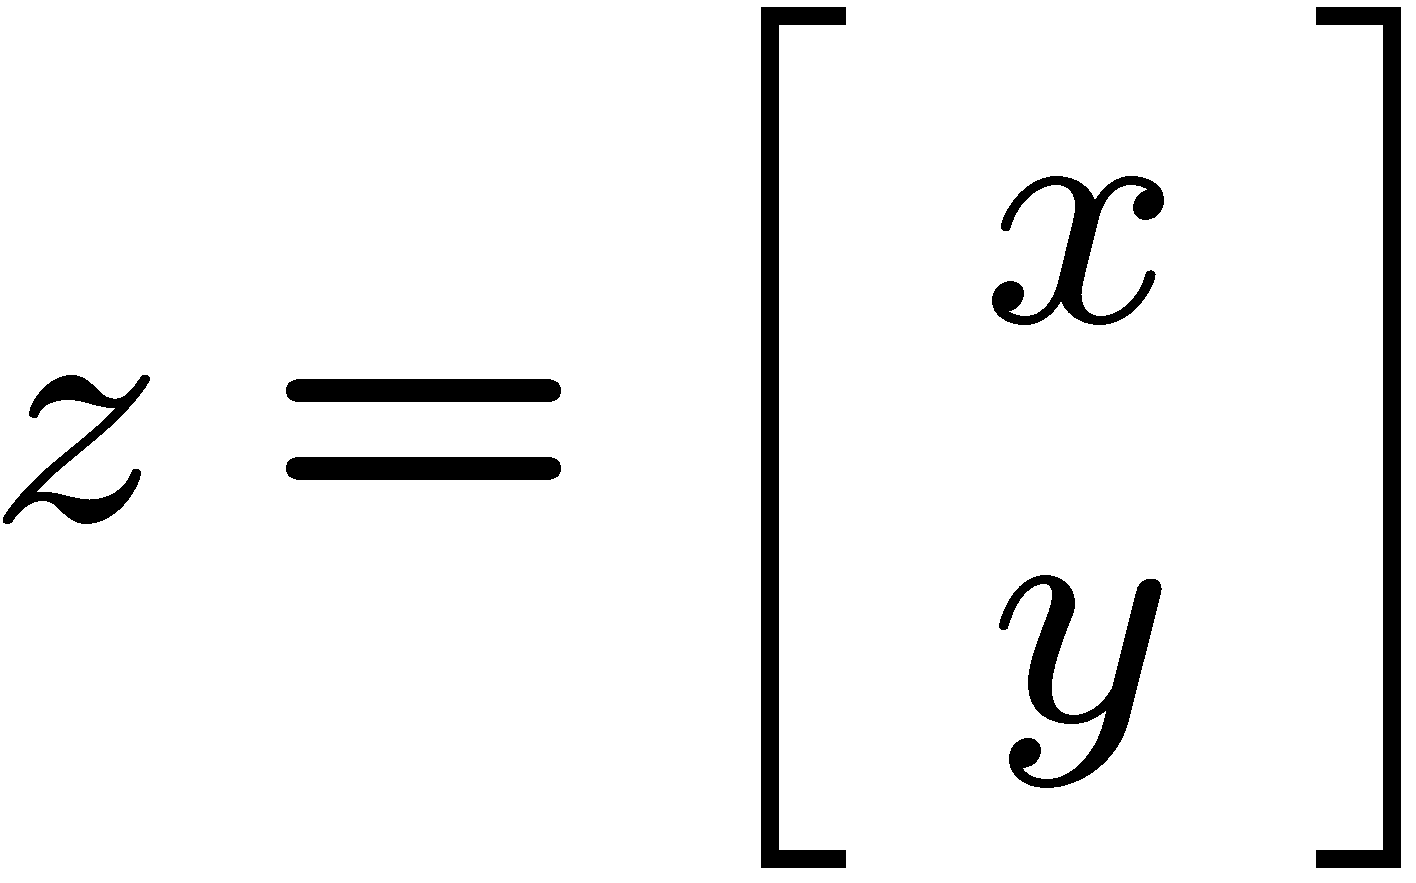 z = [ x
y ]